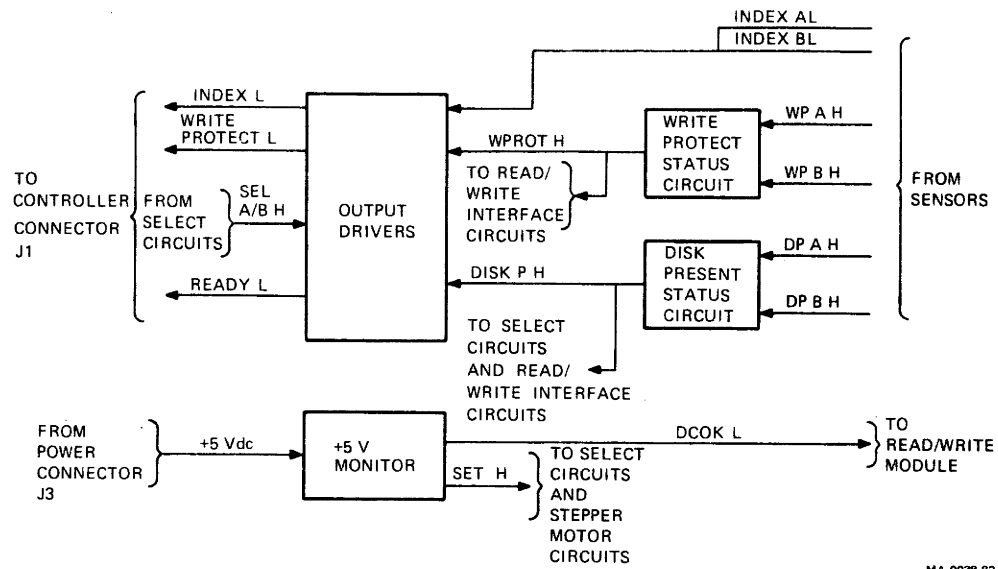 INDEX AL
INDEX BL
INDEX L
WRITE
PROTECT L
WPROT H
WRITE
PROTECT
STATUS
CIRCUIT
WP A H
WP B H
TO
CONTROLLER
CONNECTOR
J1
FROM
SELECT
CIRCUITS
SEL
A/B H
OUTPUT
DRIVERS
TO READ/
WRITE
INTERFACE
CIRCUITS
FROM
SENSORS
READY L
DISK P H
DISK
PRESENT
STATUS
CIRCUIT
DP A H
DP B H
TO SELECT
CIRCUITS
AND READ/
WRITE INTERFACE
CIRCUITS
FROM
POWER
CONNECTOR
J3
+5 Vdc
+5 V
MONITOR
DCOK L
TO
READ/WRITE
MODULE
SET H
TO SELECT
CIRCUITS
AND
STEPPER
MOTOR
CIRCUITS